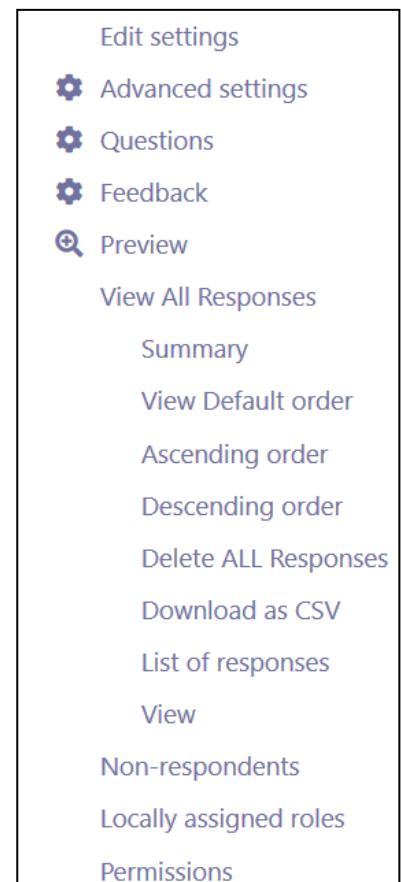 Edit settings
Advanced settings
Questions
Feedback
Preview
View All Responses
Summary
View Default order
Ascending order
Descending order
Delete ALL Responses
Download as CSV
List of responses
View
Non-respondents
Locally assigned roles
Permissions